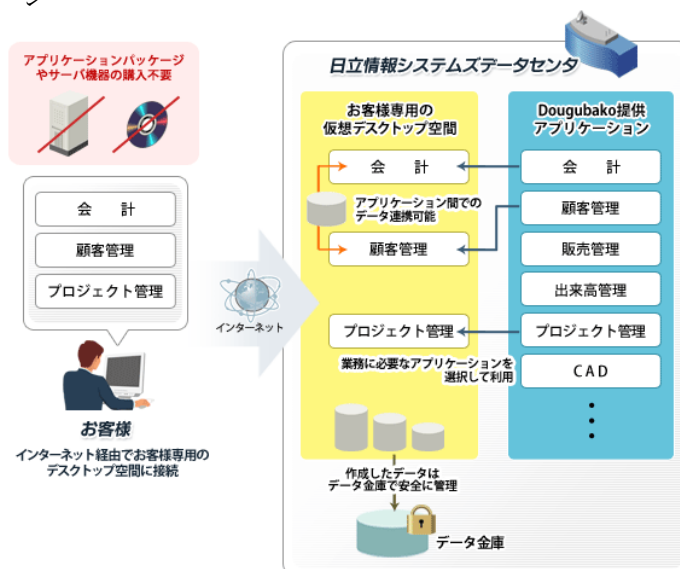 アプリケーションパッケージ
やサーバ機器の購入不要
会 計
顧客管理
プロジェクト管理
お客様
インターネット経由でお客様専用の
デスクトップ空間に接続
インターネット
日立情報システムズデータセンタ
お客様専用の
仮想デスクトップ空間
会 計
アプリケーション間での
データ連携可能
顧客管理
プロジェクト管理
業務に必要なアプリケーションを
選択して利用
作成したデータは
データ金庫で安全に管理
データ金庫
Dougubako提供
アプリケーション
会 計
顧客管理
販売管理
出来高管理
プロジェクト管理
CAD